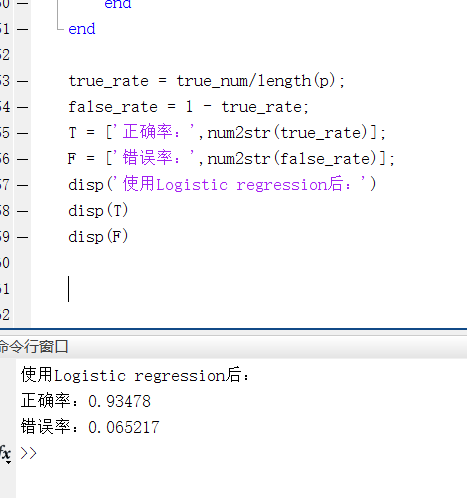 50 end
51 end
52
53 true_rate = true_num/length(p);
54 false_rate = 1 - true_rate;
55 T = ['正确率：',num2str(true_rate)];
56 F = ['错误率：',num2str(false_rate)];
57 disp('使用Logistic regression后：')
58 disp(T)
59 disp(F)
60
61
62
命令行窗口
使用Logistic regression后：
正确率：0.93478
错误率：0.065217
fx >>